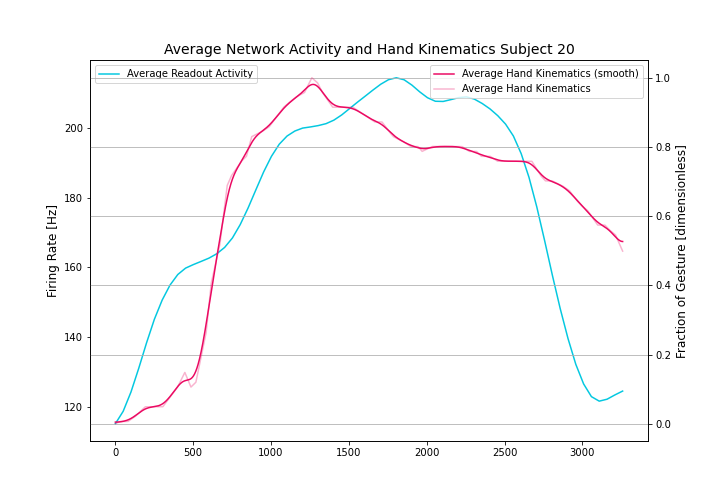 Average Network Activity and Hand Kinematics Subject 20
Average Readout Activity
Average Hand Kinematics (smooth)
Average Hand Kinematics
Firing Rate [Hz]
200
180
160
140
120
Fraction of Gesture [dimensionless]
1.0
0.8
0.6
0.4
0.2
0.0
0 500 1000 1500 2000 2500 3000